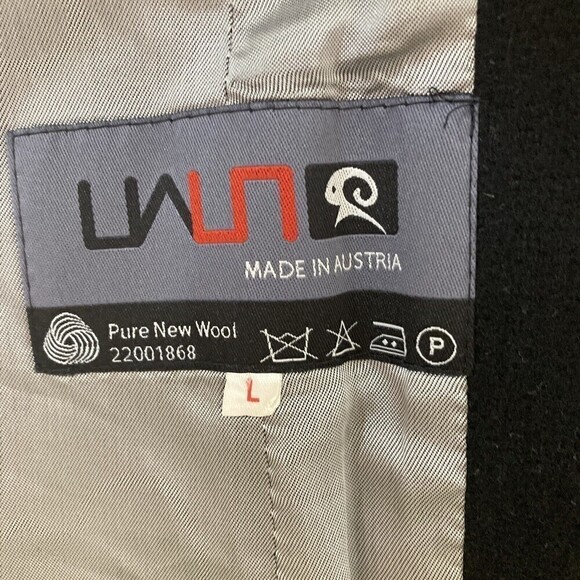 MADE IN AUSTRIA
Pure New Wool
22001868
P
L